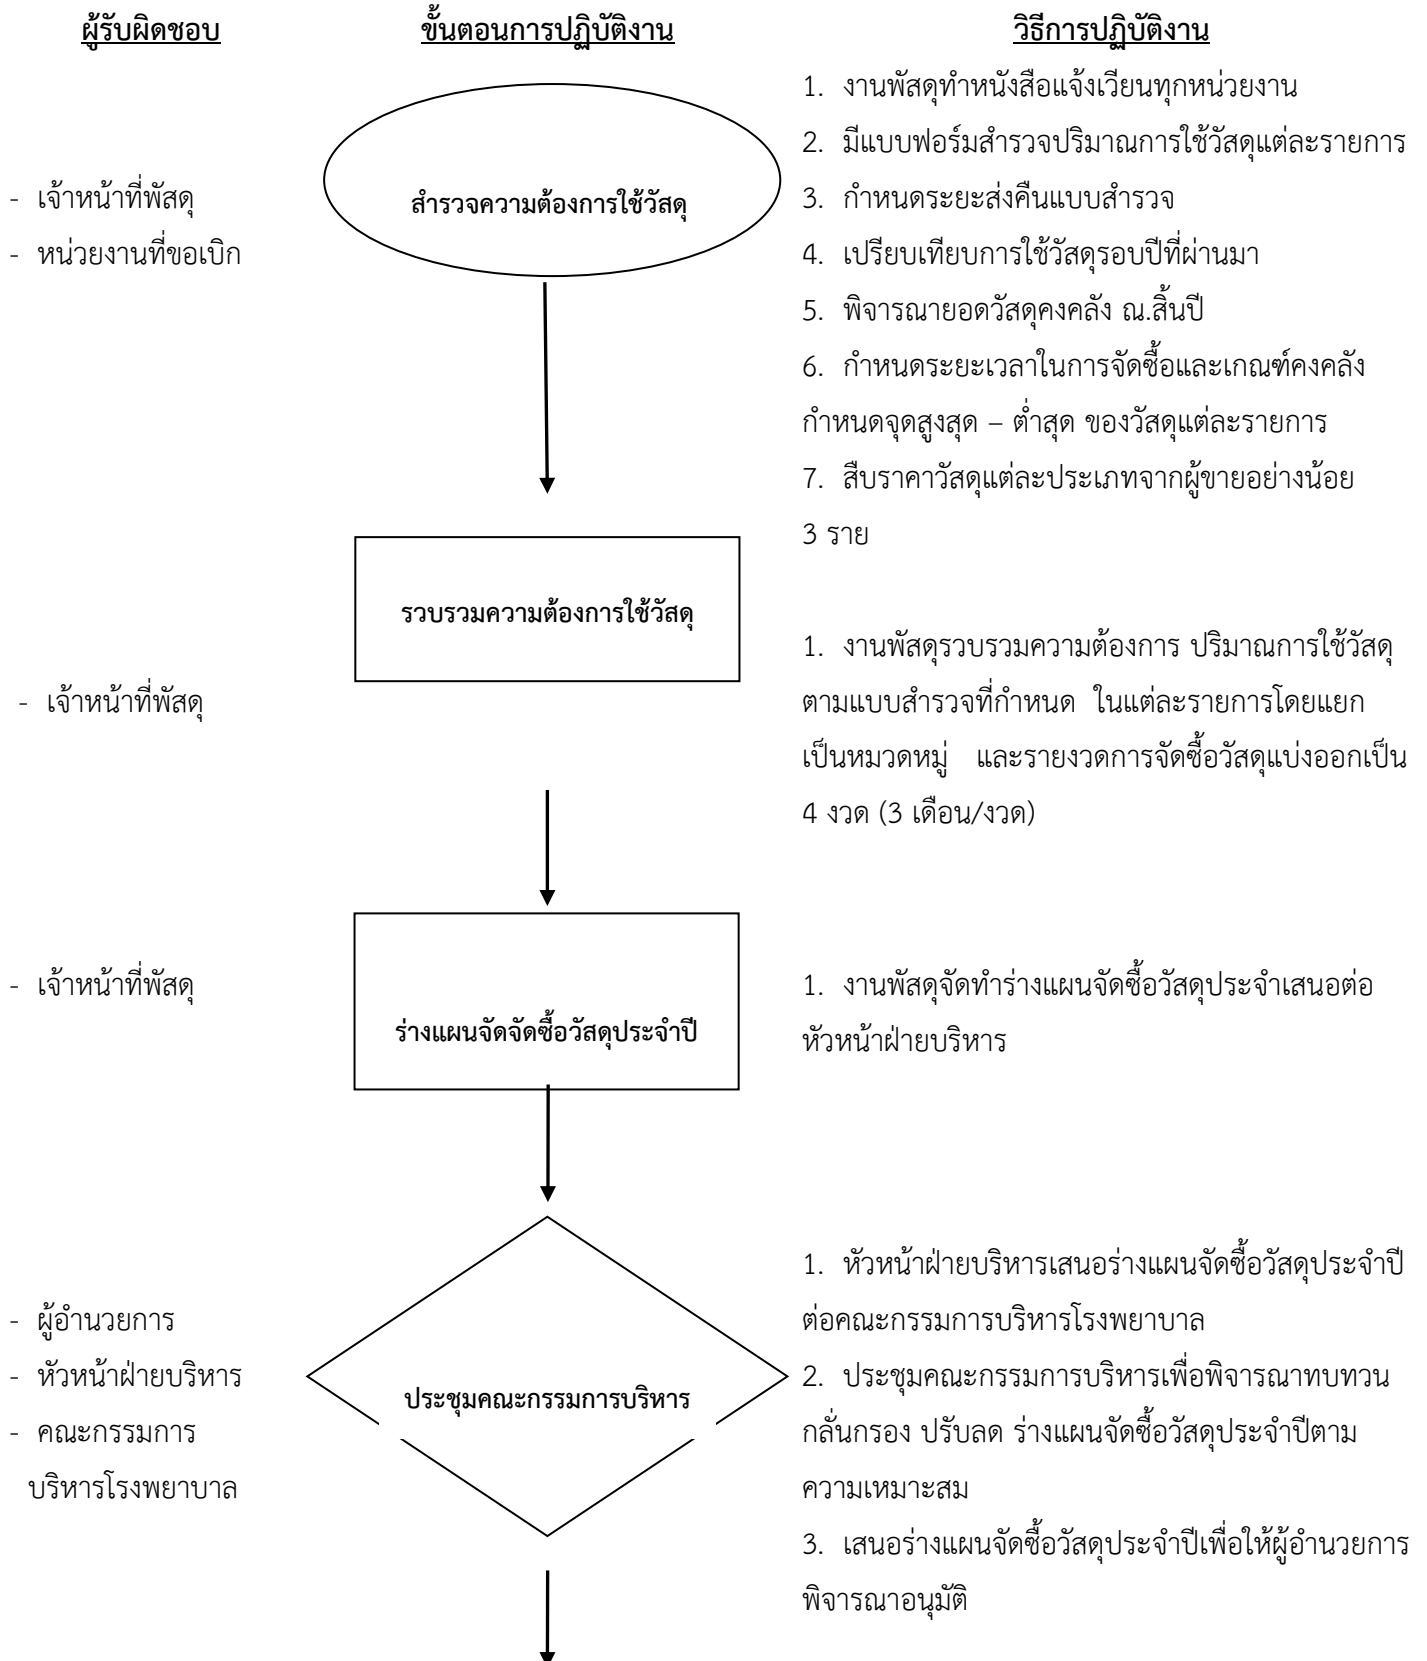 ผู้รับผิดชอบ
ขั้นตอนการปฏิบัติงาน
วิธีการปฏิบัติงาน
- เจ้าหน้าที่พัสดุ
- หน่วยงานที่ขอเบิก
สำรวจความต้องการใช้วัสดุ
1. งานพัสดุทำหนังสือแจ้งเวียนทุกหน่วยงาน
2. มีแบบฟอร์มสำรวจปริมาณการใช้วัสดุแต่ละรายการ
3. กำหนดระยะส่งคืนแบบสำรวจ
4. เปรียบเทียบการใช้วัสดุรอบปีที่ผ่านมา
5. พิจารณายอดวัสดุคงคลัง ณ.สิ้นปี
6. กำหนดระยะเวลาในการจัดซื้อและเกณฑ์คงคลัง
กำหนดจุดสูงสุด – ต่ำสุด ของวัสดุแต่ละรายการ
7. สืบราคาวัสดุแต่ละประเภทจากผู้ขายอย่างน้อย
3 ราย
- เจ้าหน้าที่พัสดุ
รวบรวมความต้องการใช้วัสดุ
1. งานพัสดุรวบรวมความต้องการ ปริมาณการใช้วัสดุ
ตามแบบสำรวจที่กำหนด ในแต่ละรายการโดยแยก
เป็นหมวดหมู่ และรายงวดการจัดซื้อวัสดุแบ่งออกเป็น
4 งวด (3 เดือน/งวด)
- เจ้าหน้าที่พัสดุ
ร่างแผนจัดจัดซื้อวัสดุประจำปี
1. งานพัสดุจัดทำร่างแผนจัดซื้อวัสดุประจำเสนอต่อ
หัวหน้าฝ่ายบริหาร
- ผู้อำนวยการ
- หัวหน้าฝ่ายบริหาร
- คณะกรรมการ
บริหารโรงพยาบาล
ประชุมคณะกรรมการบริหาร
1. หัวหน้าฝ่ายบริหารเสนอร่างแผนจัดซื้อวัสดุประจำปี
ต่อคณะกรรมการบริหารโรงพยาบาล
2. ประชุมคณะกรรมการบริหารเพื่อพิจารณาทบทวน
กลั่นกรอง ปรับลด ร่างแผนจัดซื้อวัสดุประจำปีตาม
ความเหมาะสม
3. เสนอร่างแผนจัดซื้อวัสดุประจำปีเพื่อให้ผู้อำนวยการ
พิจารณาอนุมัติ